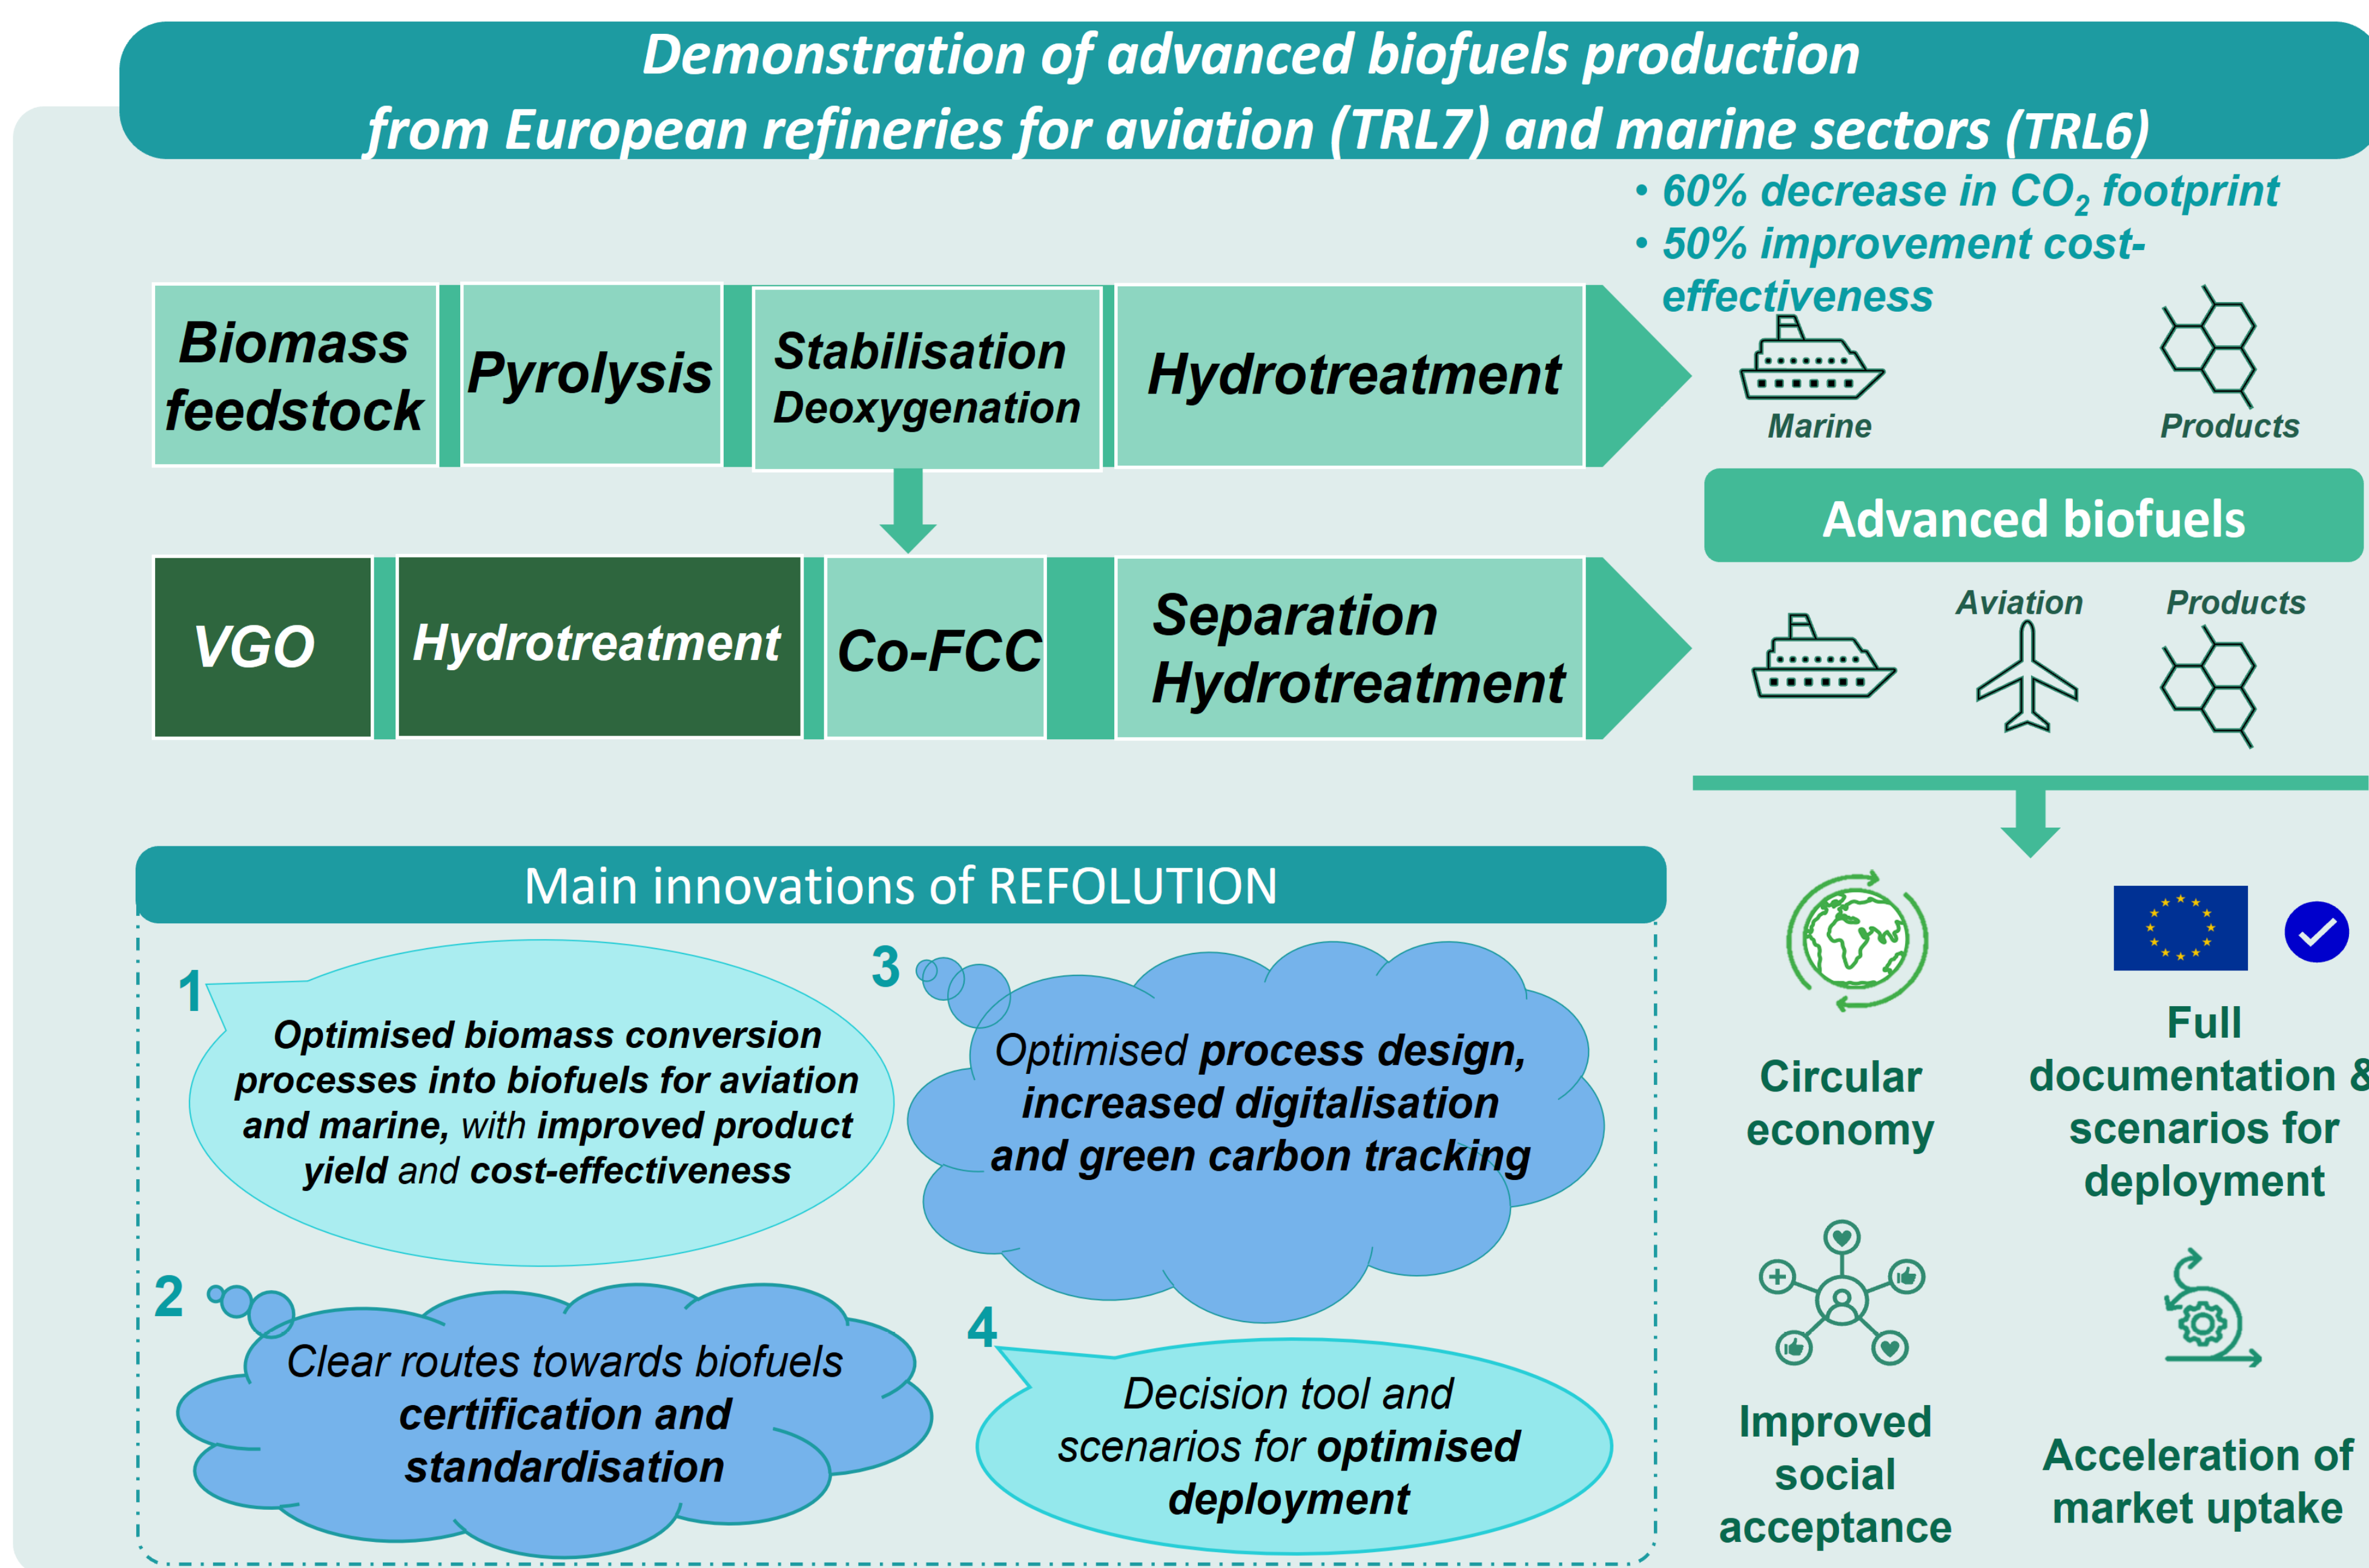 Demonstration of advanced biofuels production
from European refineries for aviation (TRL7) and marine sectors (TRL6)
• 60% decrease in CO₂ footprint
• 50% improvement cost-
effectiveness
Biomass
feedstock
Pyrolysis
Stabilisation
Deoxygenation
Hydrotreatment
Marine
Products
Advanced biofuels
VGO
Hydrotreatment
Co-FCC
Separation
Hydrotreatment
Aviation
Products
Main innovations of REFOLUTION
1
Optimised biomass conversion
processes into biofuels for aviation
and marine, with improved product
yield and cost-effectiveness
2
Clear routes towards biofuels
certification and
standardisation
3
Optimised process design,
increased digitalisation
and green carbon tracking
4
Decision tool and
scenarios for optimised
deployment
Circular
economy
Full
documentation &
scenarios for
deployment
Improved
social
acceptance
Acceleration of
market uptake